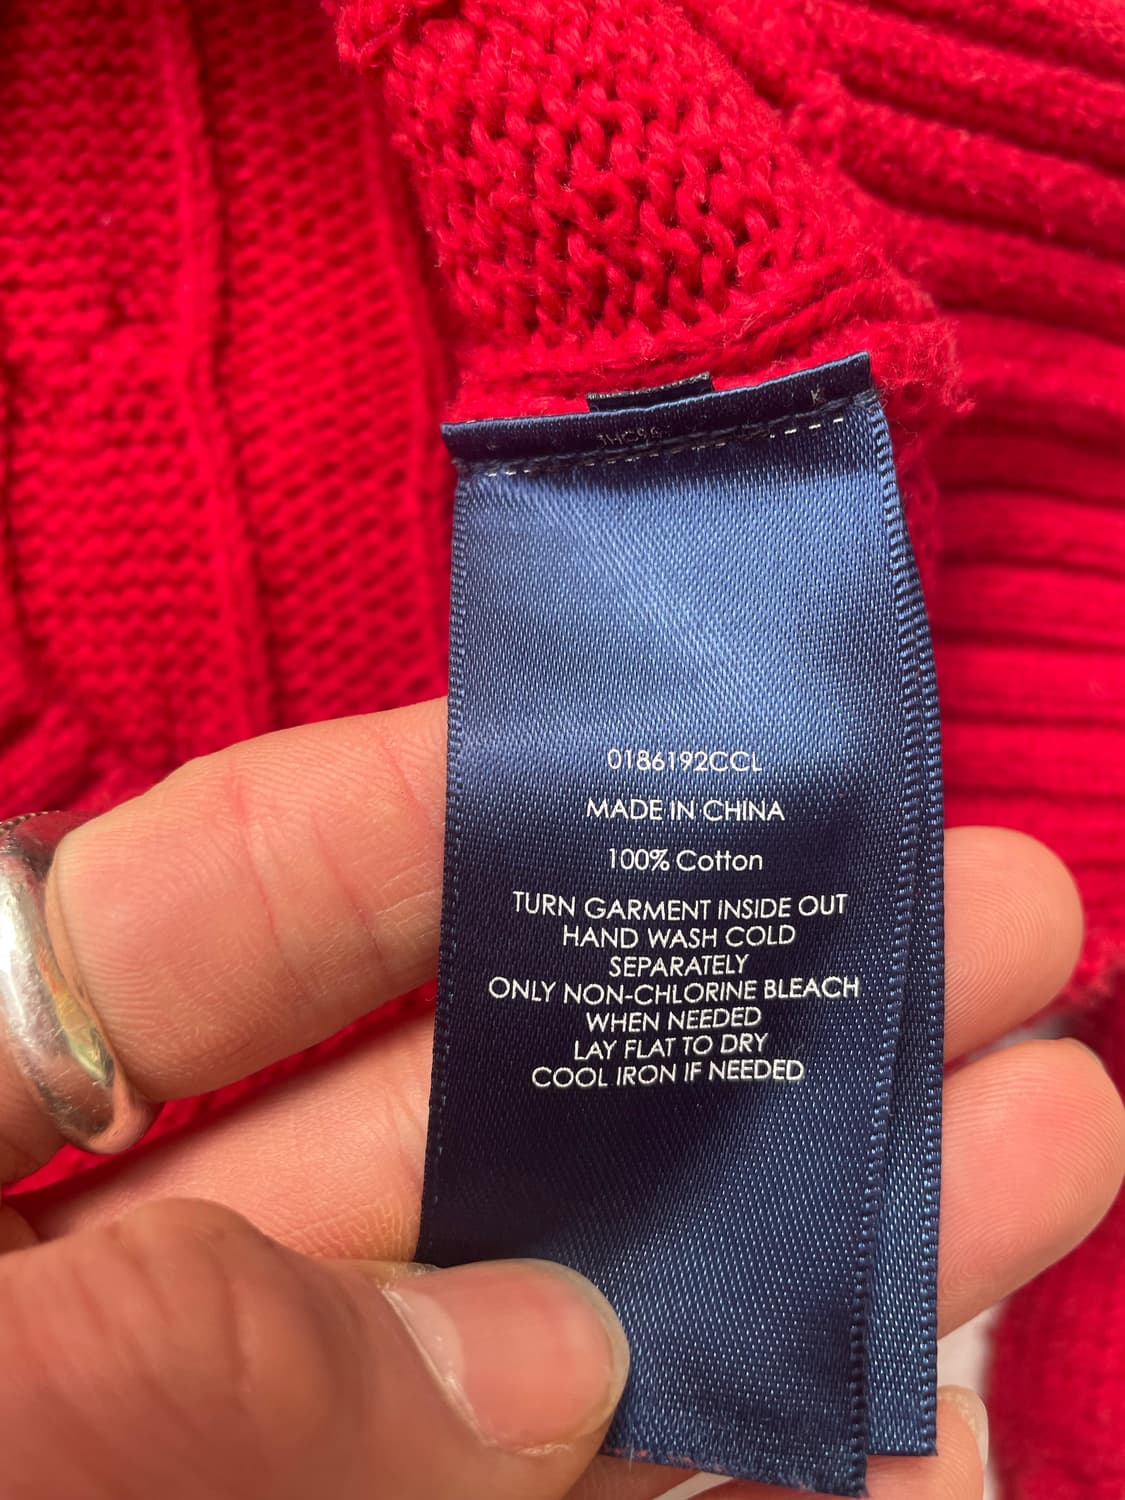 0186192CCL
MADE IN CHINA
100% Cotton
TURN GARMENT INSIDE OUT
HAND WASH COLD
SEPARATELY
ONLY NON-CHLORINE BLEACH
WHEN NEEDED
LAY FLAT TO DRY
COOL IRON IF NEEDED